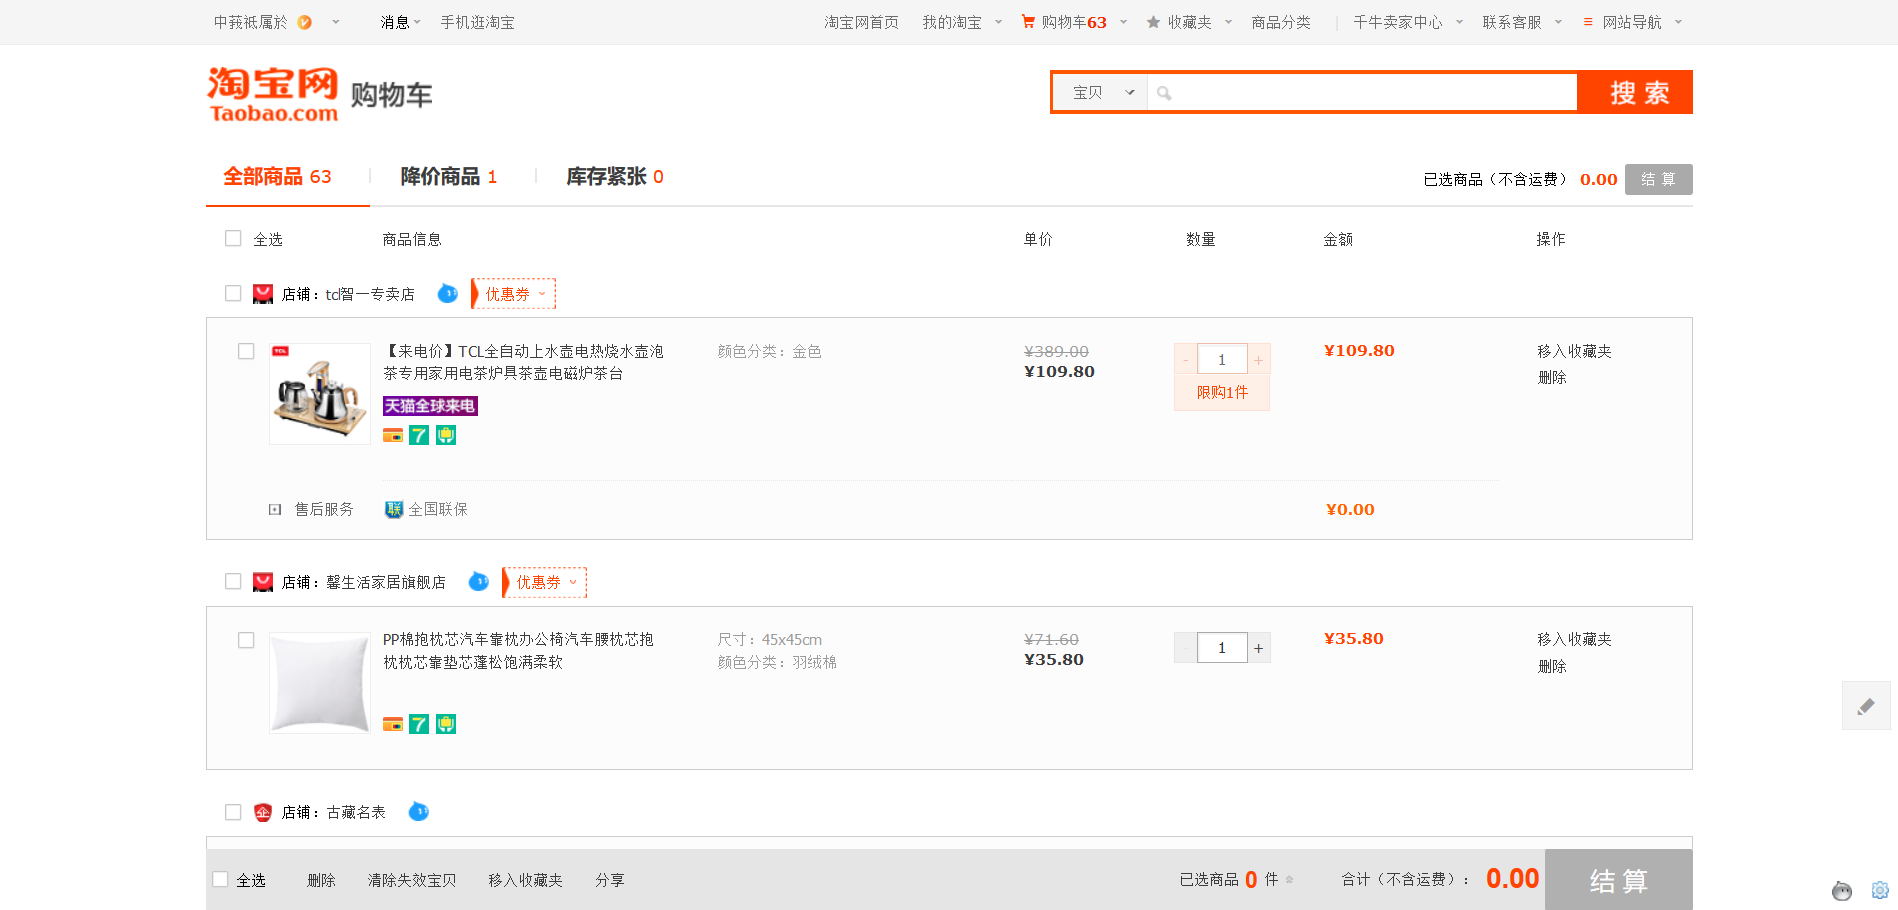 中莪祗属於 消息 手机逛淘宝 淘宝网首页 我的淘宝 购物车63 收藏夹 商品分类 千牛卖家中心 联系客服 网站导航
淘宝网 购物车
Taobao.com
宝贝 搜 索
全部商品 63 降价商品 1 库存紧张 0
已选商品（不含运费） 0.00 结 算
全选 商品信息 单价 数量 金额 操作
店铺：tcl智一专卖店 优惠券
TCL
【来电价】TCL全自动上水壶电热烧水壶泡 颜色分类：金色 ¥389.00 - 1 + ¥109.80 移入收藏夹
茶专用家用电茶炉具茶壶电磁炉茶台 ¥109.80 删除
限购1件
天猫全球来电
7
售后服务 联 全国联保 ¥0.00
店铺：馨生活家居旗舰店 优惠券
PP棉抱枕芯汽车靠枕办公椅汽车腰枕芯抱 尺寸：45x45cm ¥71.60 - 1 + ¥35.80 移入收藏夹
枕枕芯靠垫芯蓬松饱满柔软 颜色分类：羽绒棉 ¥35.80 删除
7
企 店铺：古藏名表
全选 删除 清除失效宝贝 移入收藏夹 分享 已选商品 0 件 合计（不含运费）： 0.00 结 算